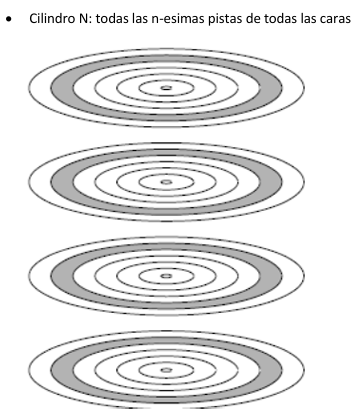 • Cilindro N: todas las n-esimas pistas de todas las caras